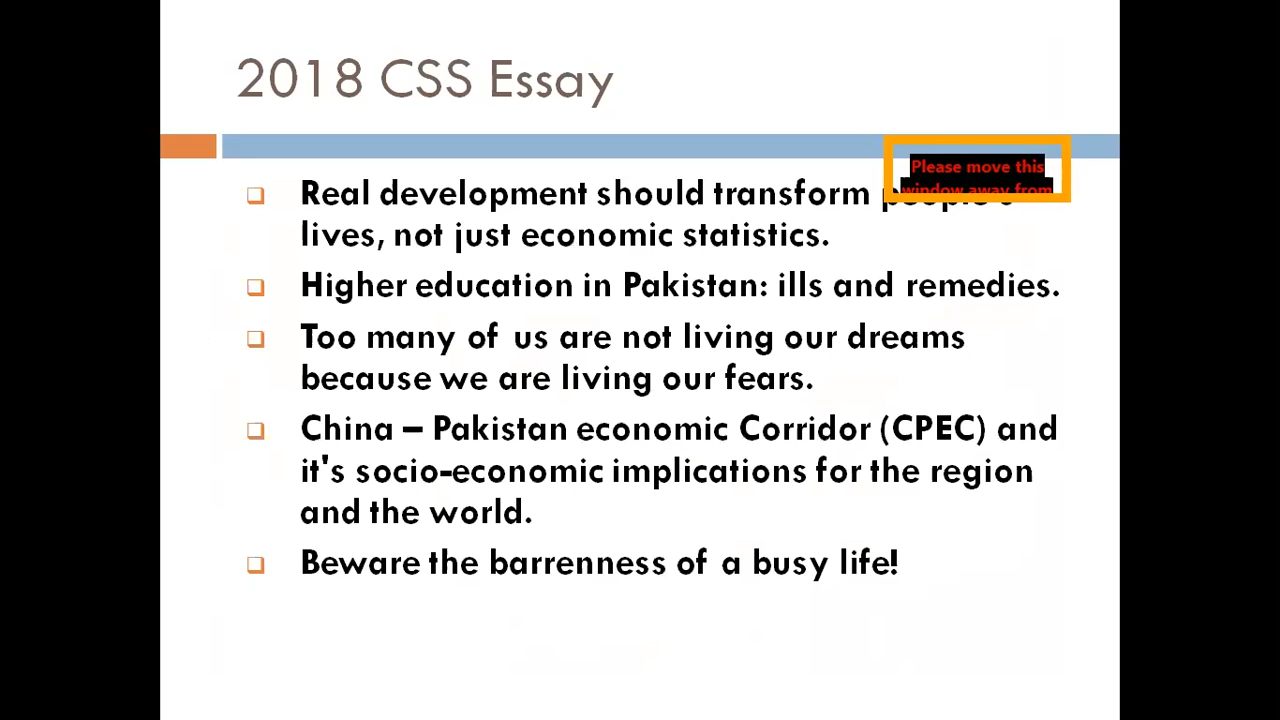 2018 CSS Essay
Please move this
window away from
Real development should transform people's
lives, not just economic statistics.
Higher education in Pakistan: ills and remedies.
Too many of us are not living our dreams
because we are living our fears.
China – Pakistan economic Corridor (CPEC) and
it's socio-economic implications for the region
and the world.
Beware the barrenness of a busy life!